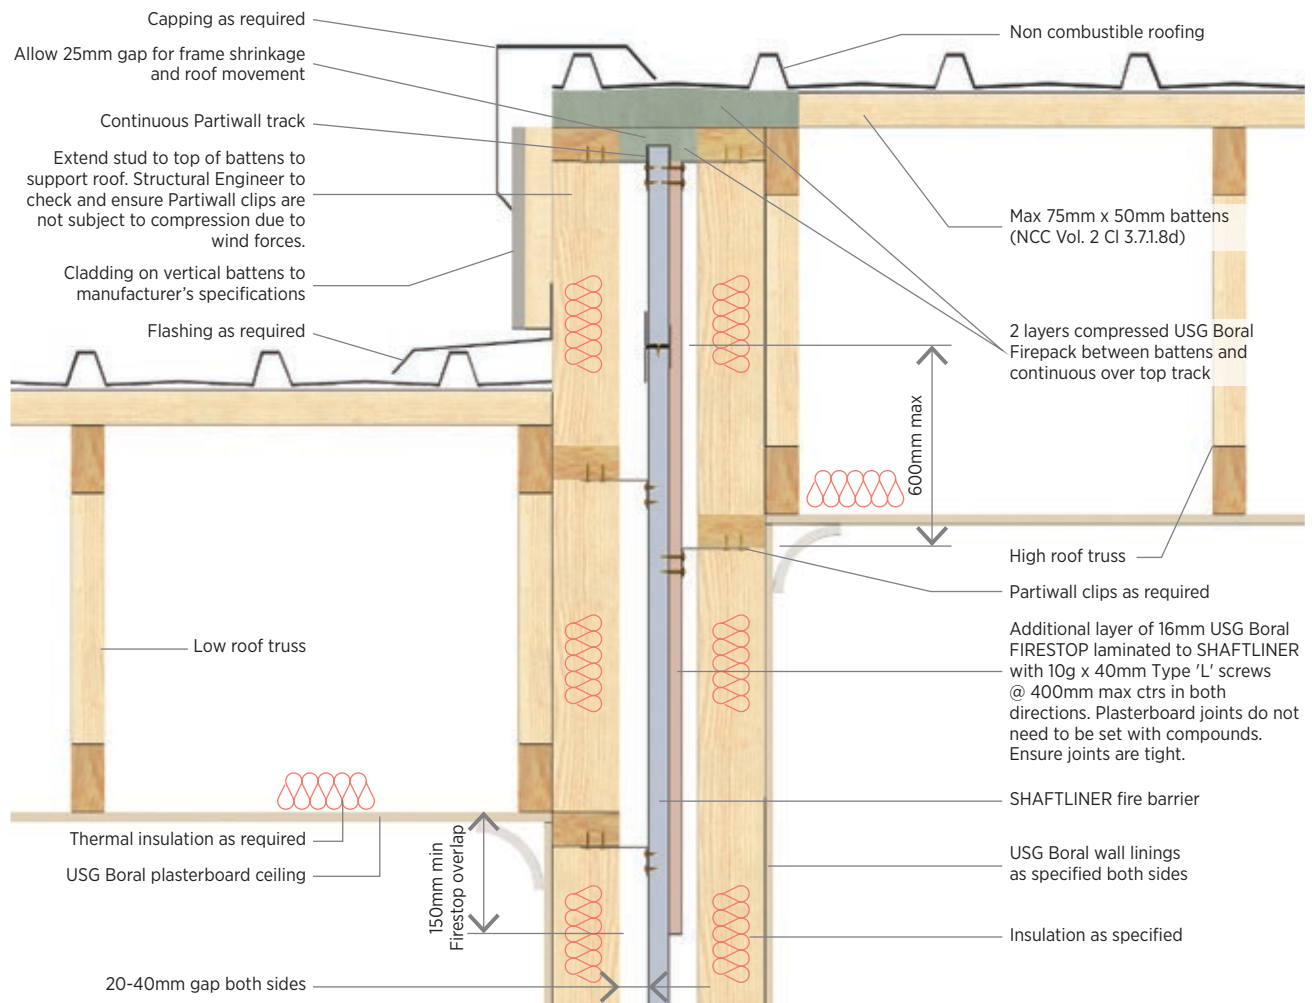 Capping as required
Allow 25mm gap for frame shrinkage
and roof movement
Continuous Partiwall track
Extend stud to top of battens to
support roof. Structural Engineer to
check and ensure Partiwall clips are
not subject to compression due to
wind forces.
Cladding on vertical battens to
manufacturer's specifications
Flashing as required
Low roof truss
Thermal insulation as required
USG Boral plasterboard ceiling
150mm min
Firestop overlap
20-40mm gap both sides
Non combustible roofing
Max 75mm x 50mm battens
(NCC Vol. 2 Cl 3.7.1.8d)
2 layers compressed USG Boral
Firepack between battens and
continuous over top track
600mm max
High roof truss
Partiwall clips as required
Additional layer of 16mm USG Boral
FIRESTOP laminated to SHAFTLINER
with 10g x 40mm Type 'L' screws
@ 400mm max ctrs in both
directions. Plasterboard joints do not
need to be set with compounds.
Ensure joints are tight.
SHAFTLINER fire barrier
USG Boral wall linings
as specified both sides
Insulation as specified